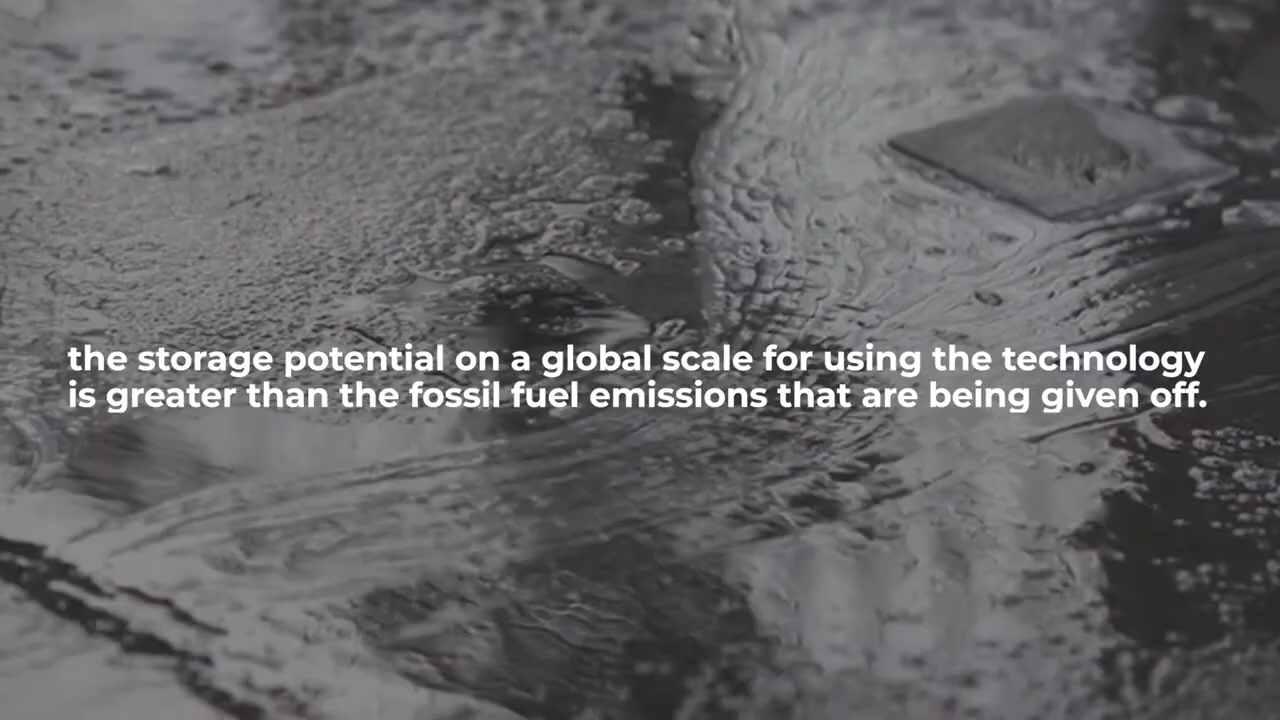 the storage potential on a global scale for using the technology
is greater than the fossil fuel emissions that are being given off.